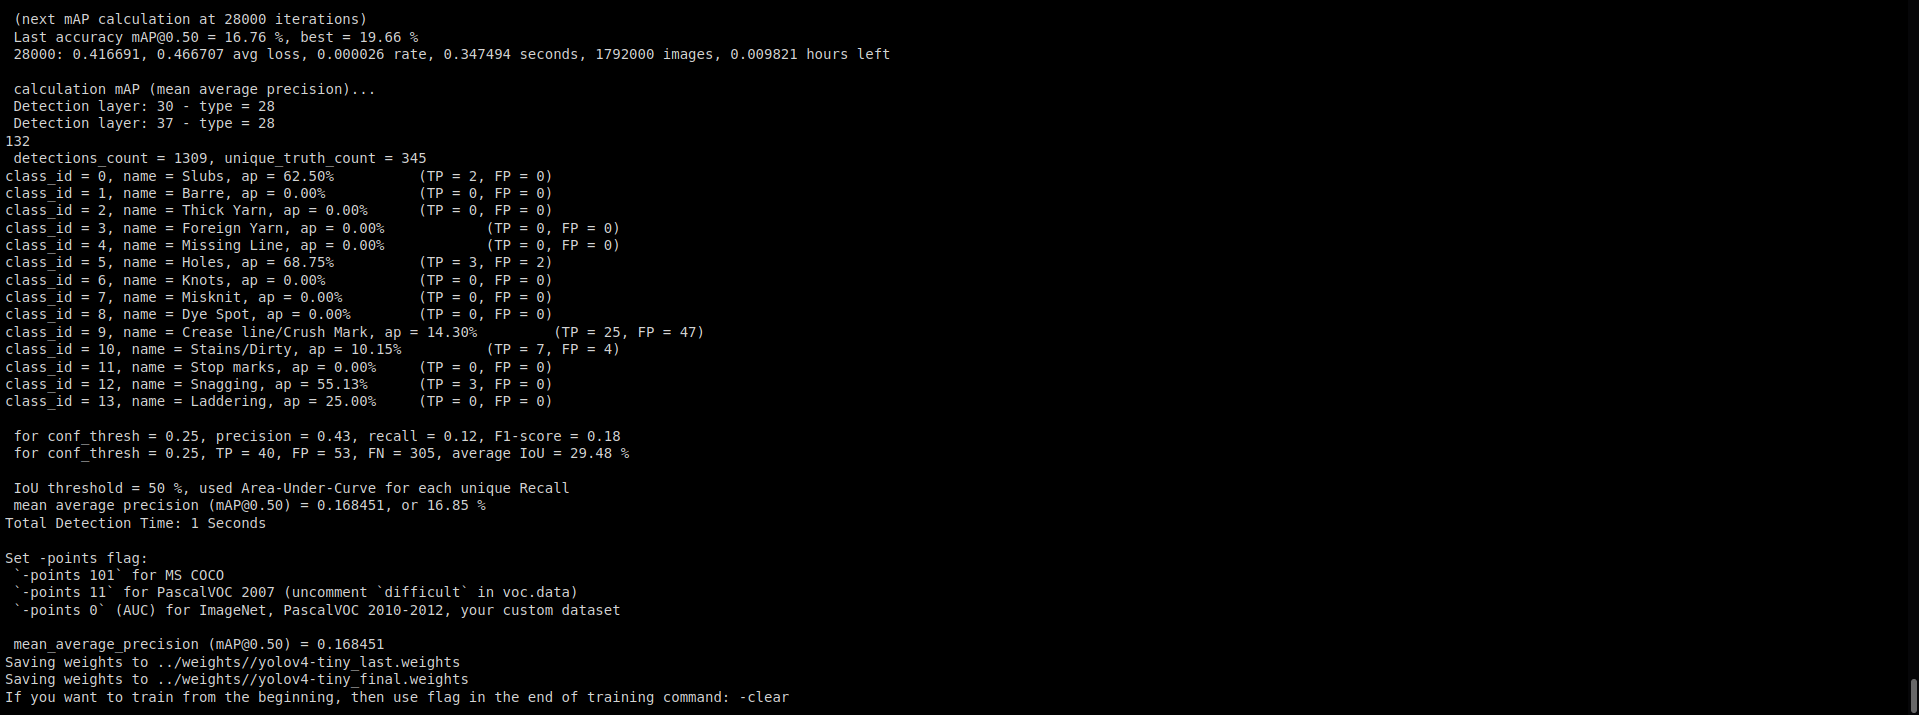 (next mAP calculation at 28000 iterations)
Last accuracy mAP@0.50 = 16.76 %, best = 19.66 %
28000: 0.416691, 0.466707 avg loss, 0.000026 rate, 0.347494 seconds, 1792000 images, 0.009821 hours left
calculation mAP (mean average precision)...
Detection layer: 30 - type = 28
Detection layer: 37 - type = 28
132
detections_count = 1309, unique_truth_count = 345
class_id = 0, name = Slubs, ap = 62.50% (TP = 2, FP = 0)
class_id = 1, name = Barre, ap = 0.00% (TP = 0, FP = 0)
class_id = 2, name = Thick Yarn, ap = 0.00% (TP = 0, FP = 0)
class_id = 3, name = Foreign Yarn, ap = 0.00% (TP = 0, FP = 0)
class_id = 4, name = Missing Line, ap = 0.00% (TP = 0, FP = 0)
class_id = 5, name = Holes, ap = 68.75% (TP = 3, FP = 2)
class_id = 6, name = Knots, ap = 0.00% (TP = 0, FP = 0)
class_id = 7, name = Misknit, ap = 0.00% (TP = 0, FP = 0)
class_id = 8, name = Dye Spot, ap = 0.00% (TP = 0, FP = 0)
class_id = 9, name = Crease line/Crush Mark, ap = 14.30% (TP = 25, FP = 47)
class_id = 10, name = Stains/Dirty, ap = 10.15% (TP = 7, FP = 4)
class_id = 11, name = Stop marks, ap = 0.00% (TP = 0, FP = 0)
class_id = 12, name = Snagging, ap = 55.13% (TP = 3, FP = 0)
class_id = 13, name = Laddering, ap = 25.00% (TP = 0, FP = 0)
for conf_thresh = 0.25, precision = 0.43, recall = 0.12, F1-score = 0.18
for conf_thresh = 0.25, TP = 40, FP = 53, FN = 305, average IoU = 29.48 %
IoU threshold = 50 %, used Area-Under-Curve for each unique Recall
mean average precision (mAP@0.50) = 0.168451, or 16.85 %
Total Detection Time: 1 Seconds
Set -points flag:
`-points 101` for MS COCO
`-points 11` for PascalVOC 2007 (uncomment `difficult` in voc.data)
`-points 0` (AUC) for ImageNet, PascalVOC 2010-2012, your custom dataset
mean_average_precision (mAP@0.50) = 0.168451
Saving weights to ../weights//yolov4-tiny_last.weights
Saving weights to ../weights//yolov4-tiny_final.weights
If you want to train from the beginning, then use flag in the end of training command: -clear